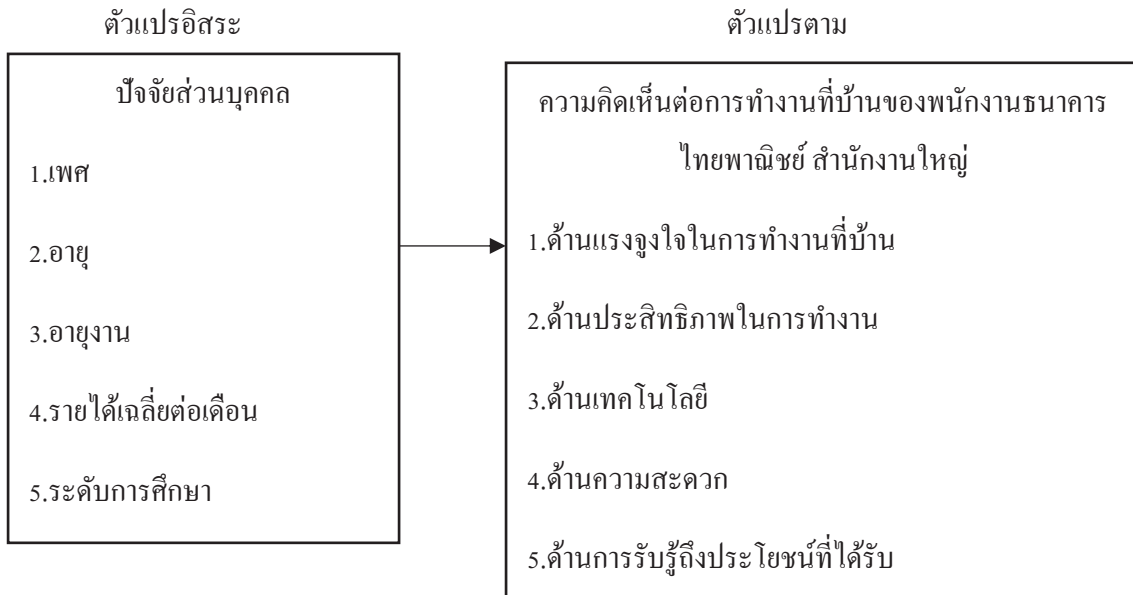 ตัวแปรอิสระ
ปัจจัยส่วนบุคคล
1.เพศ
2.อายุ
3.อายุงาน
4.รายได้เฉลี่ยต่อเดือน
5.ระดับการศึกษา
ตัวแปรตาม
ความคิดเห็นต่อการทำงานที่บ้านของพนักงานธนาคาร
ไทยพาณิชย์ สำนักงานใหญ่
1.ด้านแรงจูงใจในการทำงานที่บ้าน
2.ด้านประสิทธิภาพในการทำงาน
3.ด้านเทคโนโลยี
4.ด้านความสะดวก
5.ด้านการรับรู้ถึงประโยชน์ที่ได้รับ